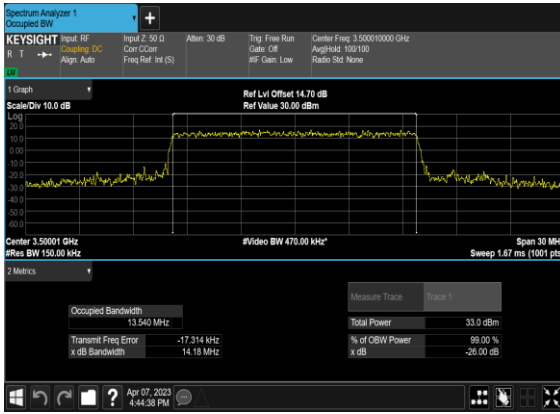 Spectrum Analyzer 1
Occupied BW
KEYSIGHT
R T
LVI
Input: RF
Coupling: DC
Align: Auto
Input Z: 50 Ω
Corr CCorr
Freq Ref: Int (S)
Atten: 30 dB
Trig: Free Run
Gate: Off
#IF Gain: Low
Center Freq: 3.500010000 GHz
Avg|Hold: 100/100
Radio Std: None
1 Graph
Scale/Div 10.0 dB
Ref Lvl Offset 14.70 dB
Ref Value 30.00 dBm
Log
20.0
10.0
0.00
-10.0
-20.0
-30.0
-40.0
-50.0
-60.0
Center 3.50001 GHz
#Res BW 150.00 kHz
#Video BW 470.00 kHz*
Span 30 MH
Sweep 1.67 ms (1001 pts
2 Metrics
Measure Trace Trace 1
Occupied Bandwidth
13.540 MHz
Total Power 33.0 dBm
Transmit Freq Error -17.314 kHz
% of OBW Power 99.00 %
x dB Bandwidth 14.18 MHz
x dB -26.00 dB
?
Apr 07, 2023
4:44:38 PM